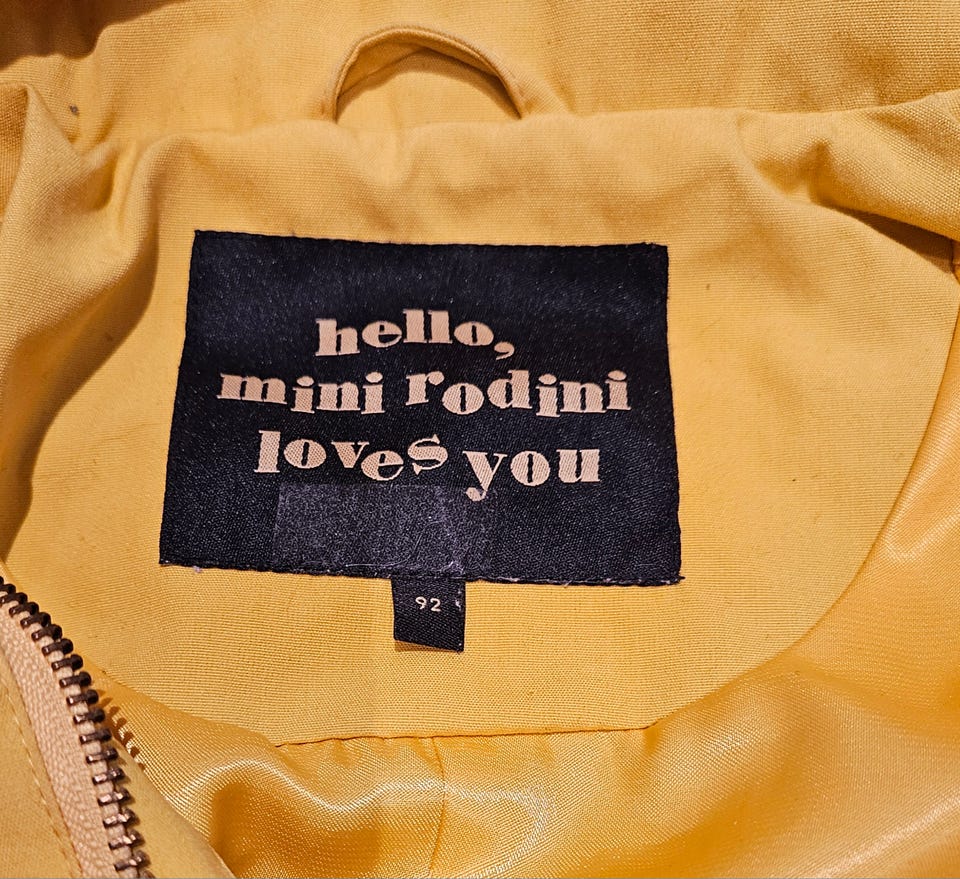 hello,
mini rodini
loves you
92